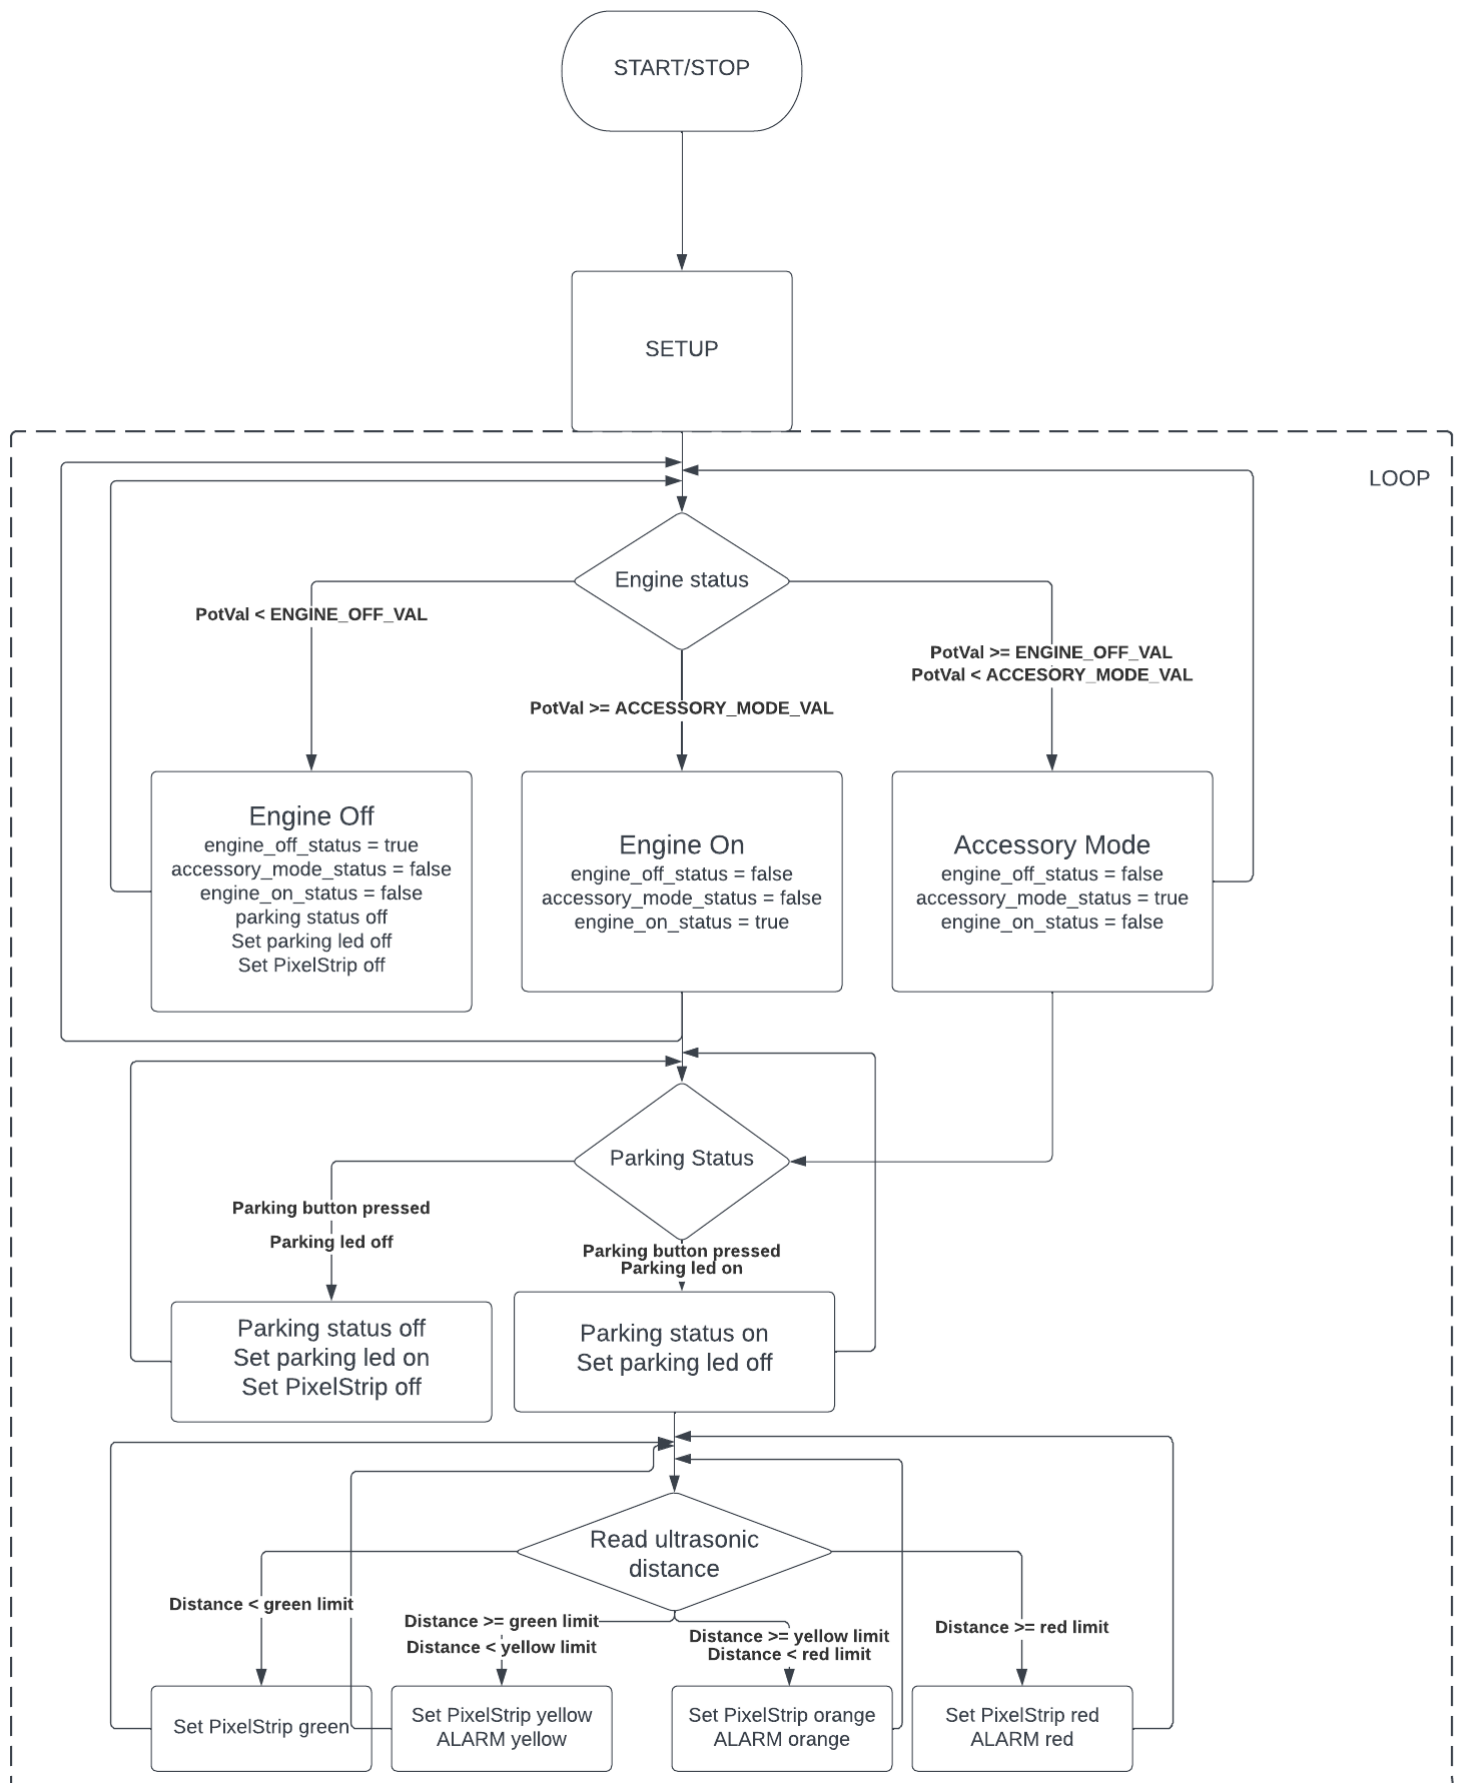 START/STOP
SETUP
LOOP
Engine status
PotVal < ENGINE_OFF_VAL
PotVal >= ENGINE_OFF_VAL
PotVal < ACCESORY_MODE_VAL
PotVal >= ACCESSORY_MODE_VAL
Engine Off
engine_off_status = true
accessory_mode_status = false
engine_on_status = false
parking status off
Set parking led off
Set PixelStrip off
Engine On
engine_off_status = false
accessory_mode_status = false
engine_on_status = true
Accessory Mode
engine_off_status = false
accessory_mode_status = true
engine_on_status = false
Parking Status
Parking button pressed
Parking led off
Parking button pressed
Parking led on
Parking status off
Set parking led on
Set PixelStrip off
Parking status on
Set parking led off
Read ultrasonic
distance
Distance < green limit
Distance >= green limit
Distance < yellow limit
Distance >= yellow limit
Distance < red limit
Distance >= red limit
Set PixelStrip green
Set PixelStrip yellow
ALARM yellow
Set PixelStrip orange
ALARM orange
Set PixelStrip red
ALARM red